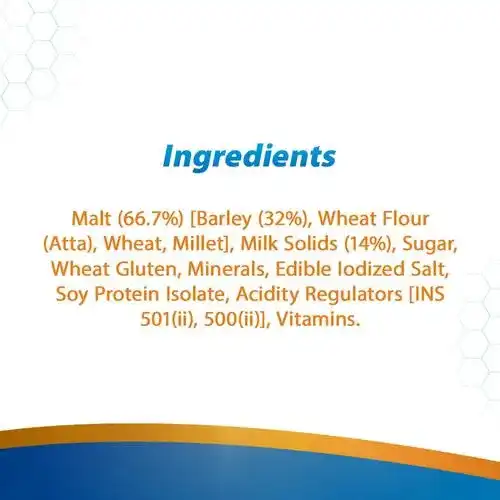 Ingredients
Malt (66.7%) [Barley (32%), Wheat Flour
(Atta), Wheat, Millet], Milk Solids (14%), Sugar,
Wheat Gluten, Minerals, Edible Iodized Salt,
Soy Protein Isolate, Acidity Regulators [INS
501(ii), 500(ii)], Vitamins.